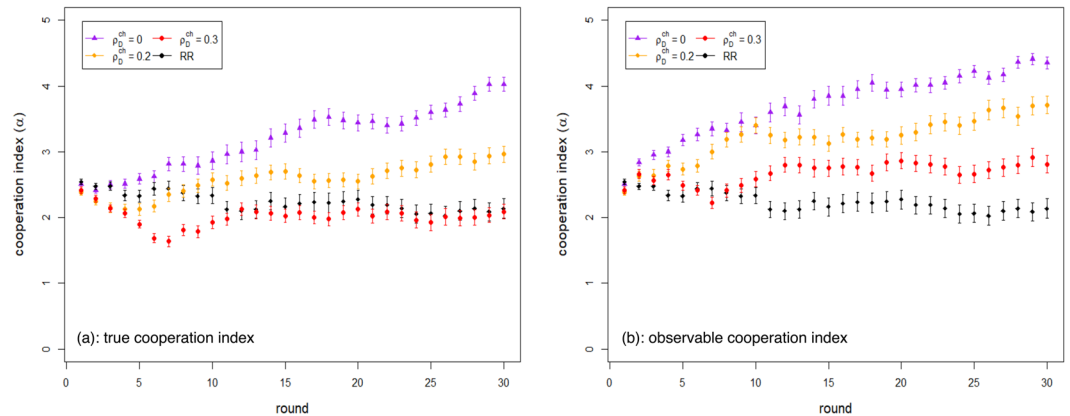 5
4
3
2
1
0
cooperation index (α)
ρ_D^ch = 0
ρ_D^ch = 0.3
ρ_D^ch = 0.2
RR
(a): true cooperation index
0 5 10 15 20 25 30
round
5
4
3
2
1
0
cooperation index (α)
ρ_D^ch = 0
ρ_D^ch = 0.3
ρ_D^ch = 0.2
RR
(b): observable cooperation index
0 5 10 15 20 25 30
round